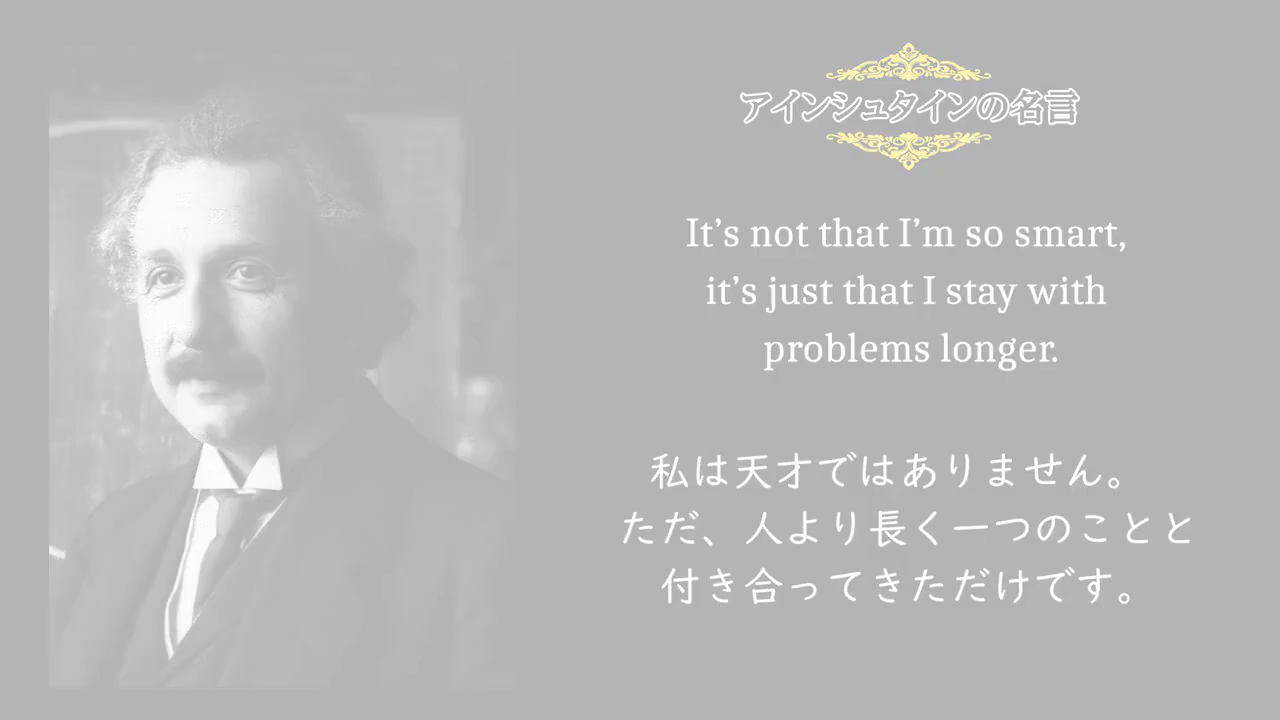 アインシュタインの名言
It’s not that I’m so smart,
it’s just that I stay with
problems longer.
私は天才ではありません。
ただ、人より長く一つのことと
付き合ってきただけです。